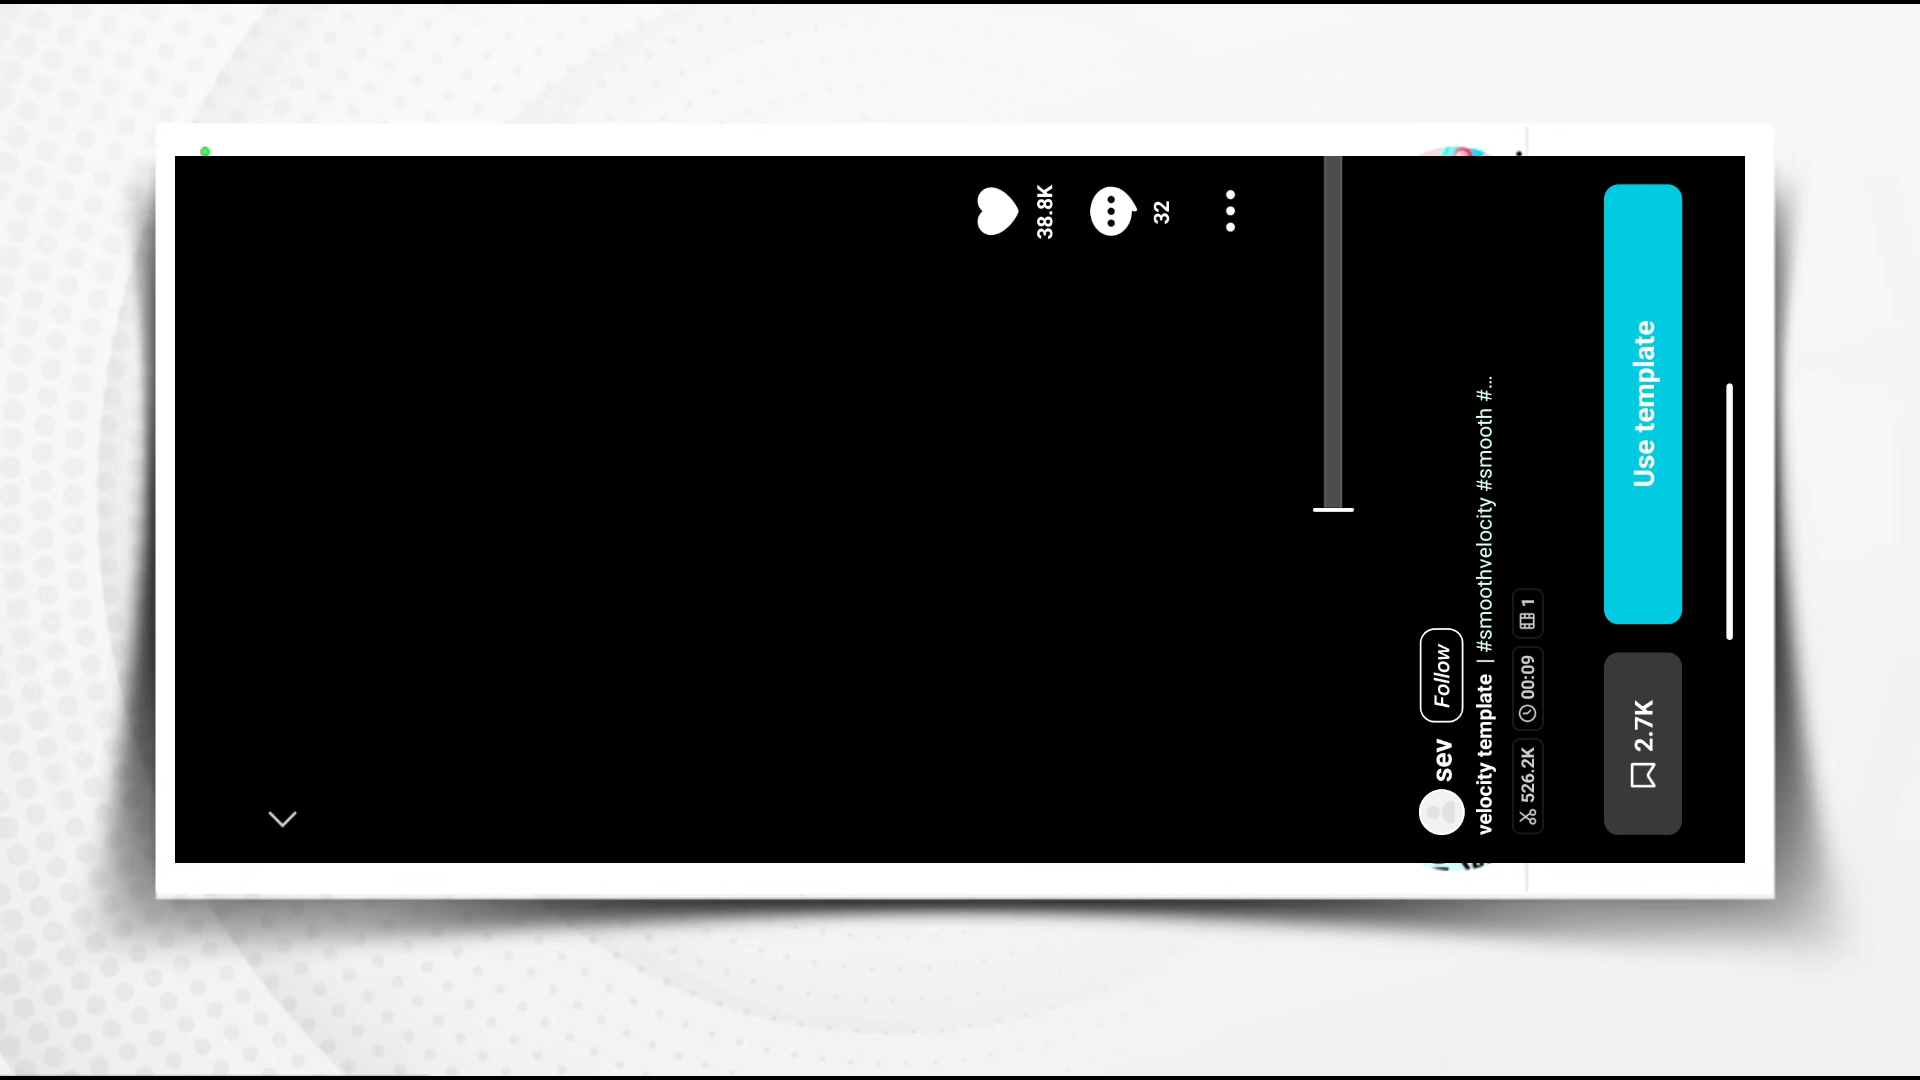 38.8K
32
sev Follow
velocity template | #smoothvelocity #smooth #...
526.2K 00:09 1
2.7K Use template